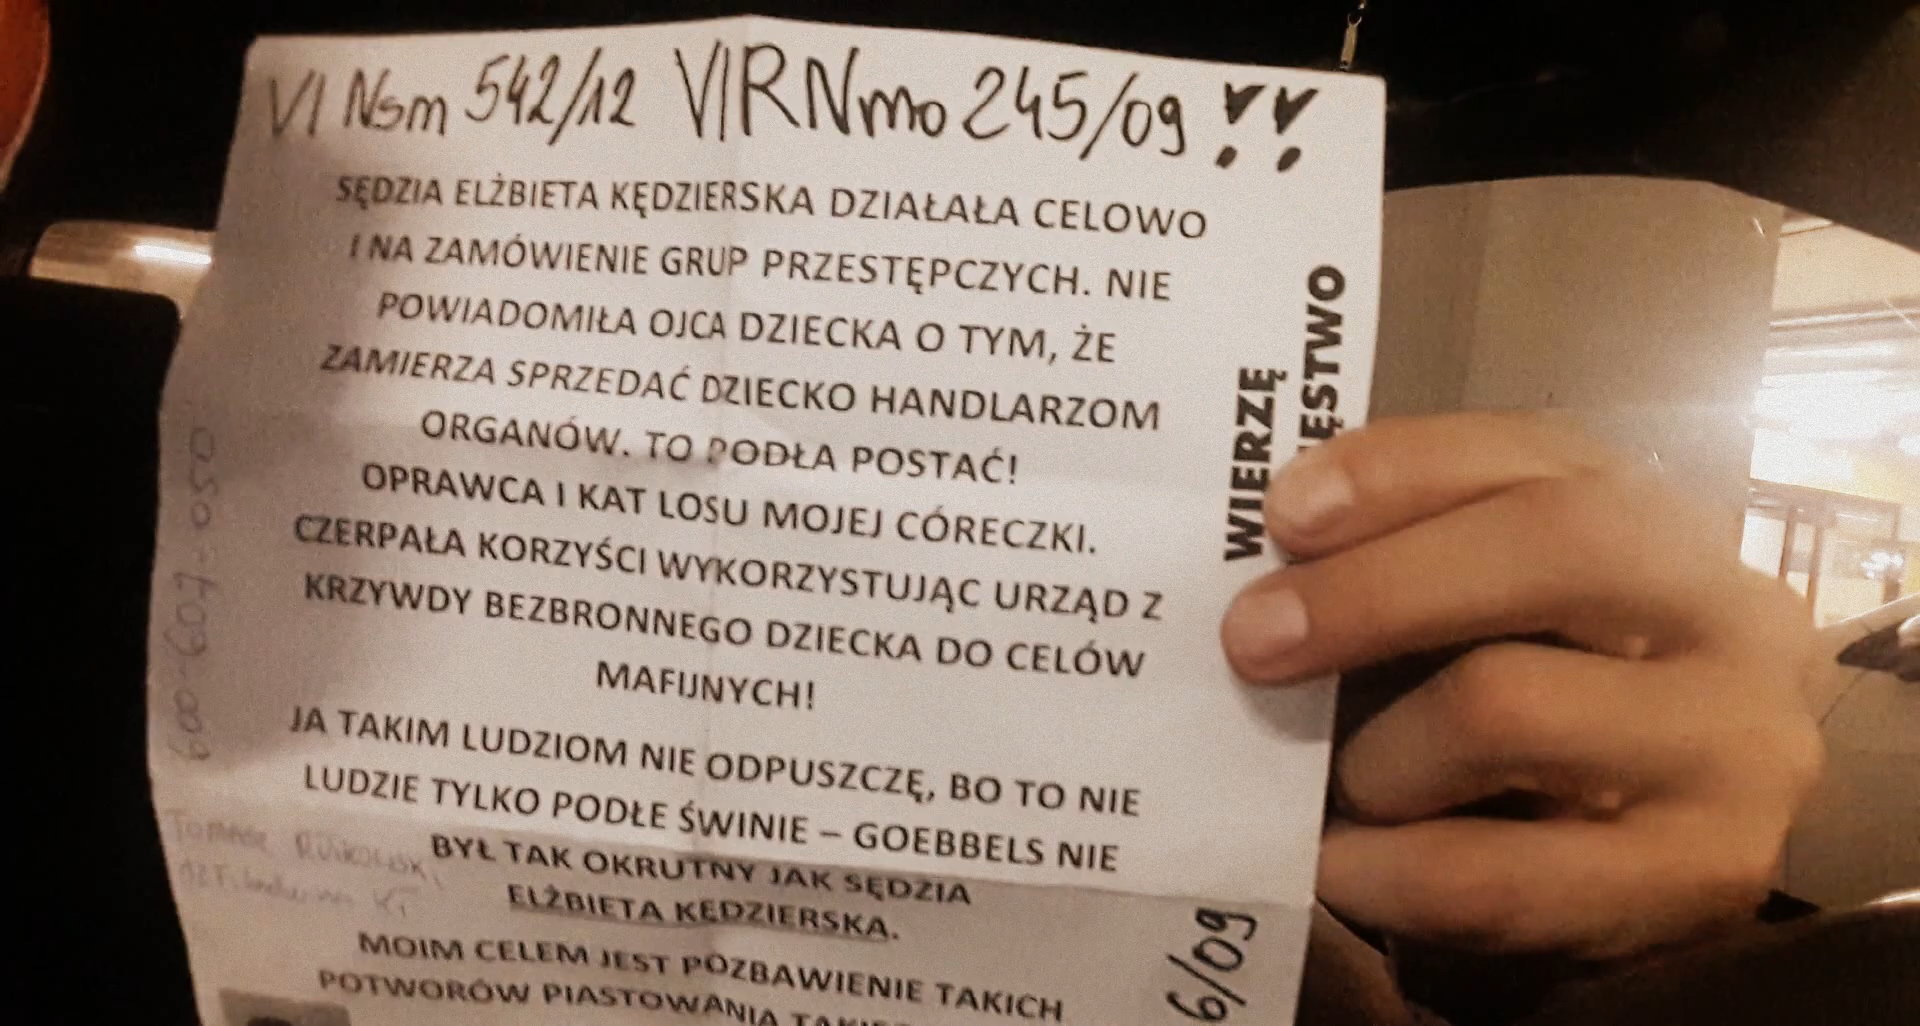 VI Nsm 542/12 VIRNmo 245/09 !!
SĘDZIA ELŻBIETA KĘDZIERSKA DZIAŁAŁA CELOWO
I NA ZAMÓWIENIE GRUP PRZESTĘPCZYCH. NIE
POWIADOMIŁA OJCA DZIECKA O TYM, ŻE
ZAMIERZA SPRZEDAĆ DZIECKO HANDLARZOM
ORGANÓW. TO PODŁA POSTAĆ!
OPRAWCA I KAT LOSU MOJEJ CÓRECZKI.
CZERPAŁA KORZYŚCI WYKORZYSTUJĄC URZĄD Z
KRZYWDY BEZBRONNEGO DZIECKA DO CELÓW
MAFIJNYCH!
JA TAKIM LUDZIOM NIE ODPUSZCZĘ, BO TO NIE
LUDZIE TYLKO PODŁE ŚWINIE – GOEBBELS NIE
BYŁ TAK OKRUTNY JAK SĘDZIA
ELŻBIETA KĘDZIERSKA.
MOIM CELEM JEST POZBAWIENIE TAKICH
POTWORÓW PIASTOWANIA
WIERZĘ
6/09
600-607-050
TOMASZ